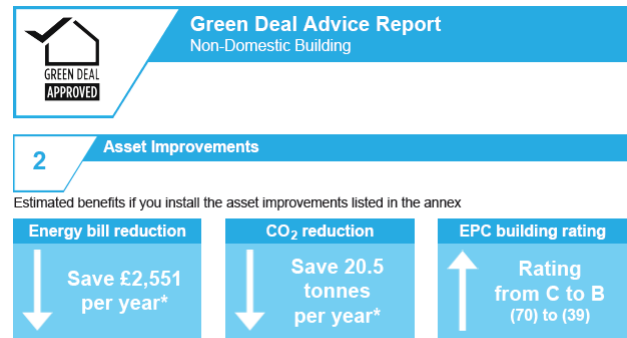 Green Deal Advice Report
Non-Domestic Building
GREEN DEAL
APPROVED
2
Asset Improvements
Estimated benefits if you install the asset improvements listed in the annex
Energy bill reduction
Save £2,551
per year*
CO₂ reduction
Save 20.5
tonnes
per year*
EPC building rating
Rating
from C to B
(70) to (39)